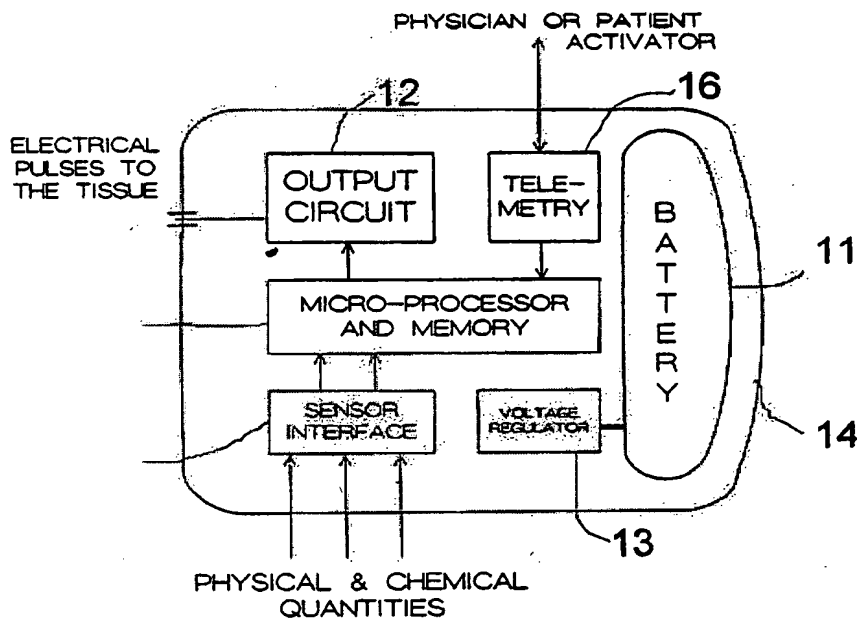 PHYSICIAN OR PATIENT
ACTIVATOR
12
16
ELECTRICAL
PULSES TO
THE TISSUE
OUTPUT
CIRCUIT
TELE-
METRY
BATTERY
11
MICRO-PROCESSOR
AND MEMORY
SENSOR
INTERFACE
VOLTAGE
REGULATOR
14
13
PHYSICAL & CHEMICAL
QUANTITIES